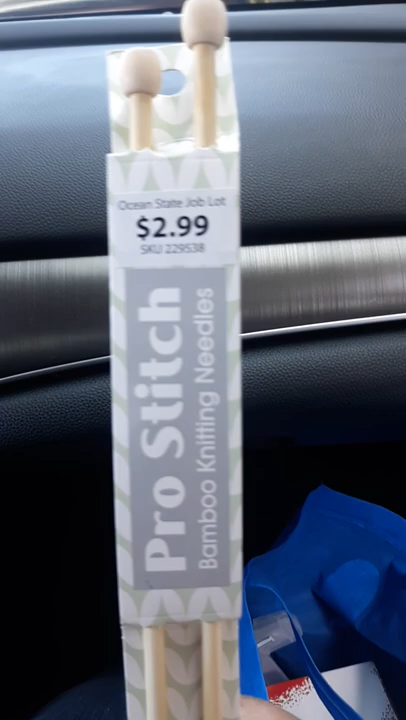 Ocean State Job Lot
$2.99
SKU 229538
Pro Stitch
Bamboo Knitting Needles